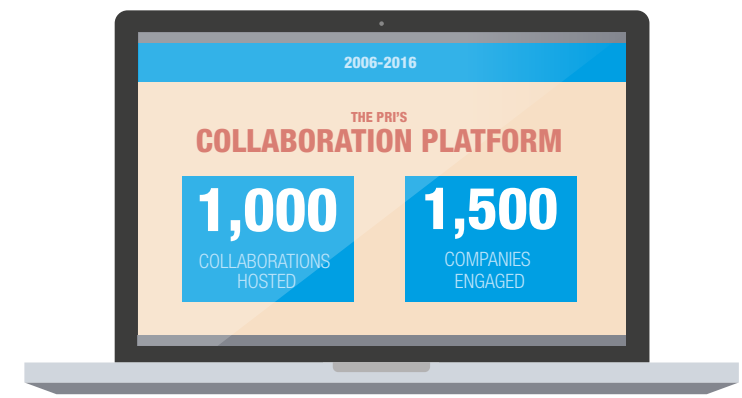 2006-2016
THE PRI'S
COLLABORATION PLATFORM
1,000
COLLABORATIONS
HOSTED
1,500
COMPANIES
ENGAGED